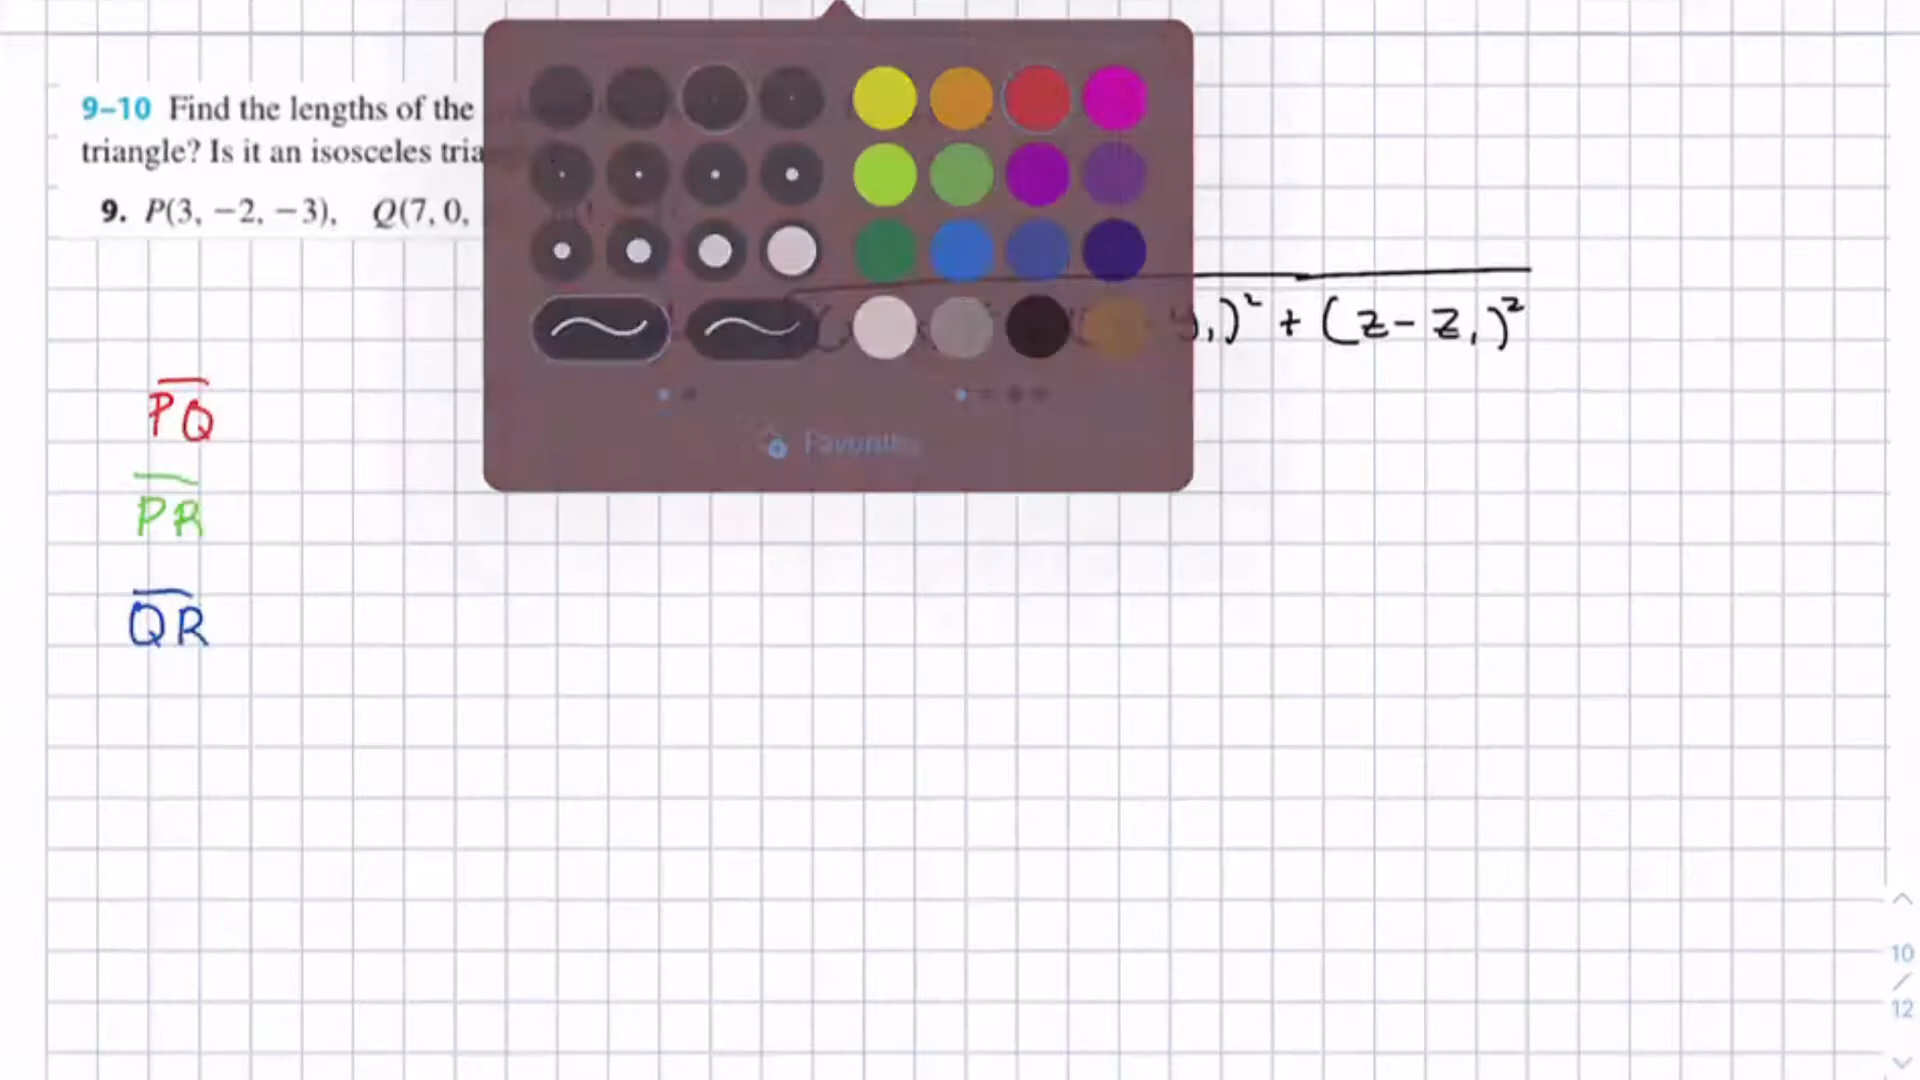 9–10 Find the lengths of the
triangle? Is it an isosceles tria
9. P(3, −2, −3), Q(7, 0,
)² + (z − z₁)²
PQ
Favorites
PR
QR
10
/
12